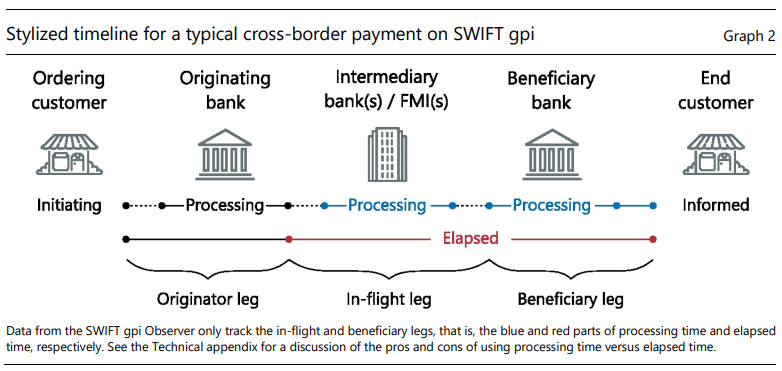 Stylized timeline for a typical cross-border payment on SWIFT gpi
Graph 2
Ordering customer
Originating bank
Intermediary bank(s) / FMI(s)
Beneficiary bank
End customer
Initiating
Processing
Processing
Processing
Informed
Elapsed
Originator leg
In-flight leg
Beneficiary leg
Data from the SWIFT gpi Observer only track the in-flight and beneficiary legs, that is, the blue and red parts of processing time and elapsed
time, respectively. See the Technical appendix for a discussion of the pros and cons of using processing time versus elapsed time.